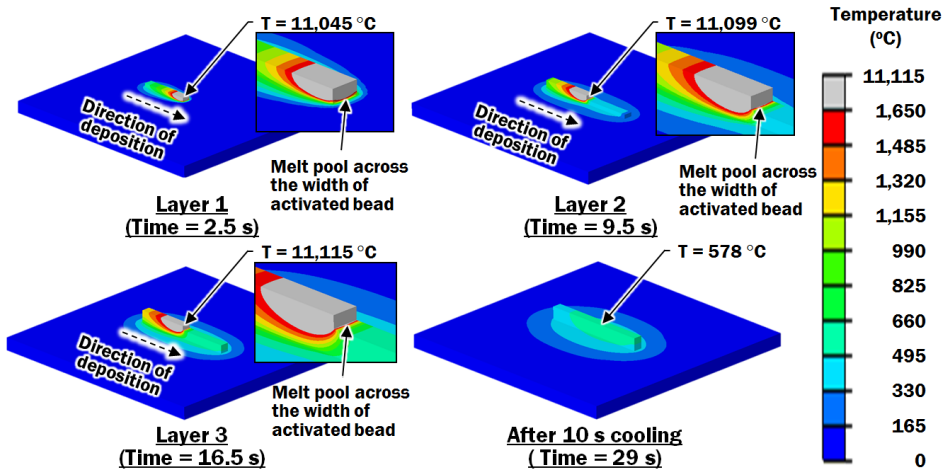 T = 11,045 °C
Direction of
deposition
Melt pool across
the width of
activated bead
Layer 1
(Time = 2.5 s)
T = 11,099 °C
Direction of
deposition
Melt pool across
the width of
activated bead
Layer 2
(Time = 9.5 s)
T = 11,115 °C
Direction of
deposition
Melt pool across
the width of
activated bead
Layer 3
(Time = 16.5 s)
T = 578 °C
After 10 s cooling
( Time = 29 s)
Temperature
(ºC)
11,115
1,650
1,485
1,320
1,155
990
825
660
495
330
165
0